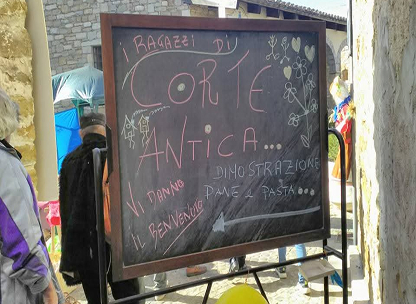 I RAGAZZI DI
CORTE
ANTICA...
VI DANNO
IL BENVENUTO
DIMOSTRAZIONE
PANE e PASTA...